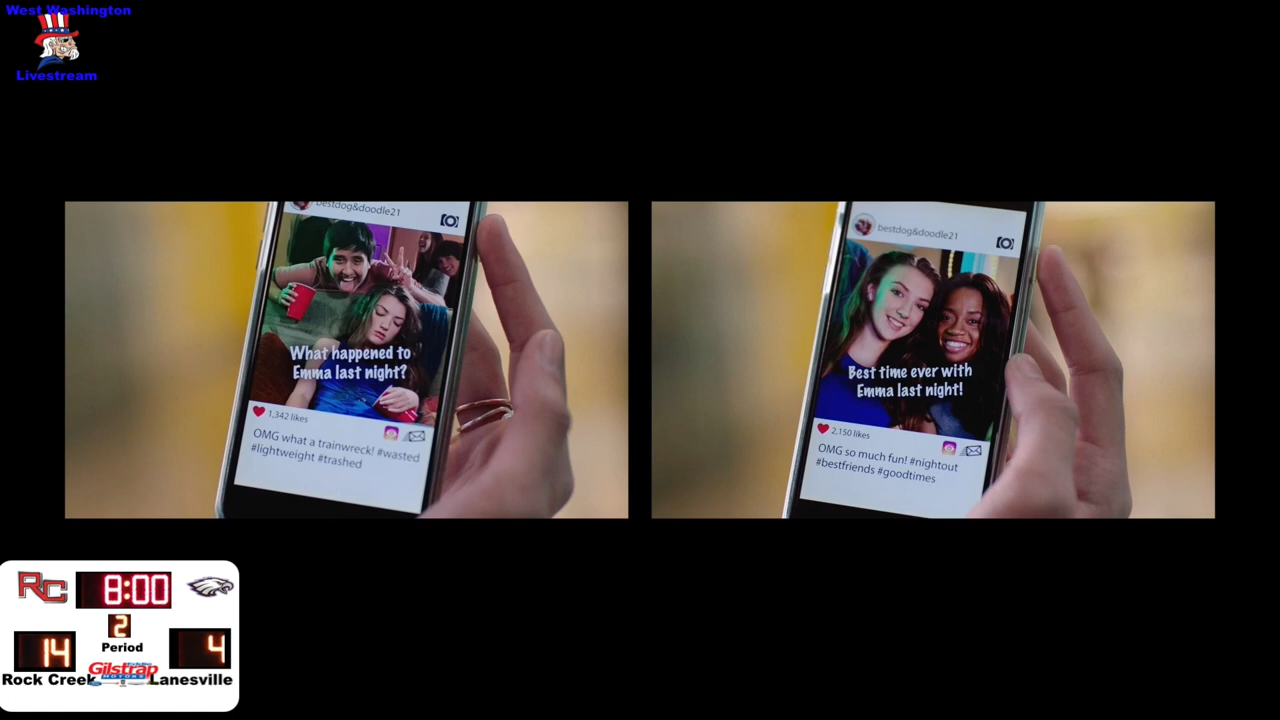 West Washington
Livestream
bestdog&doodle21
What happened to
Emma last night?
1,342 likes
OMG what a trainwreck! #wasted
#lightweight #trashed
bestdog&doodle21
Best time ever with
Emma last night!
2,150 likes
OMG so much fun! #nightout
#bestfriends #goodtimes
RC
8:00
2
Period
14
4
Gilstrap
MOTORS
Rock Creek
Lanesville